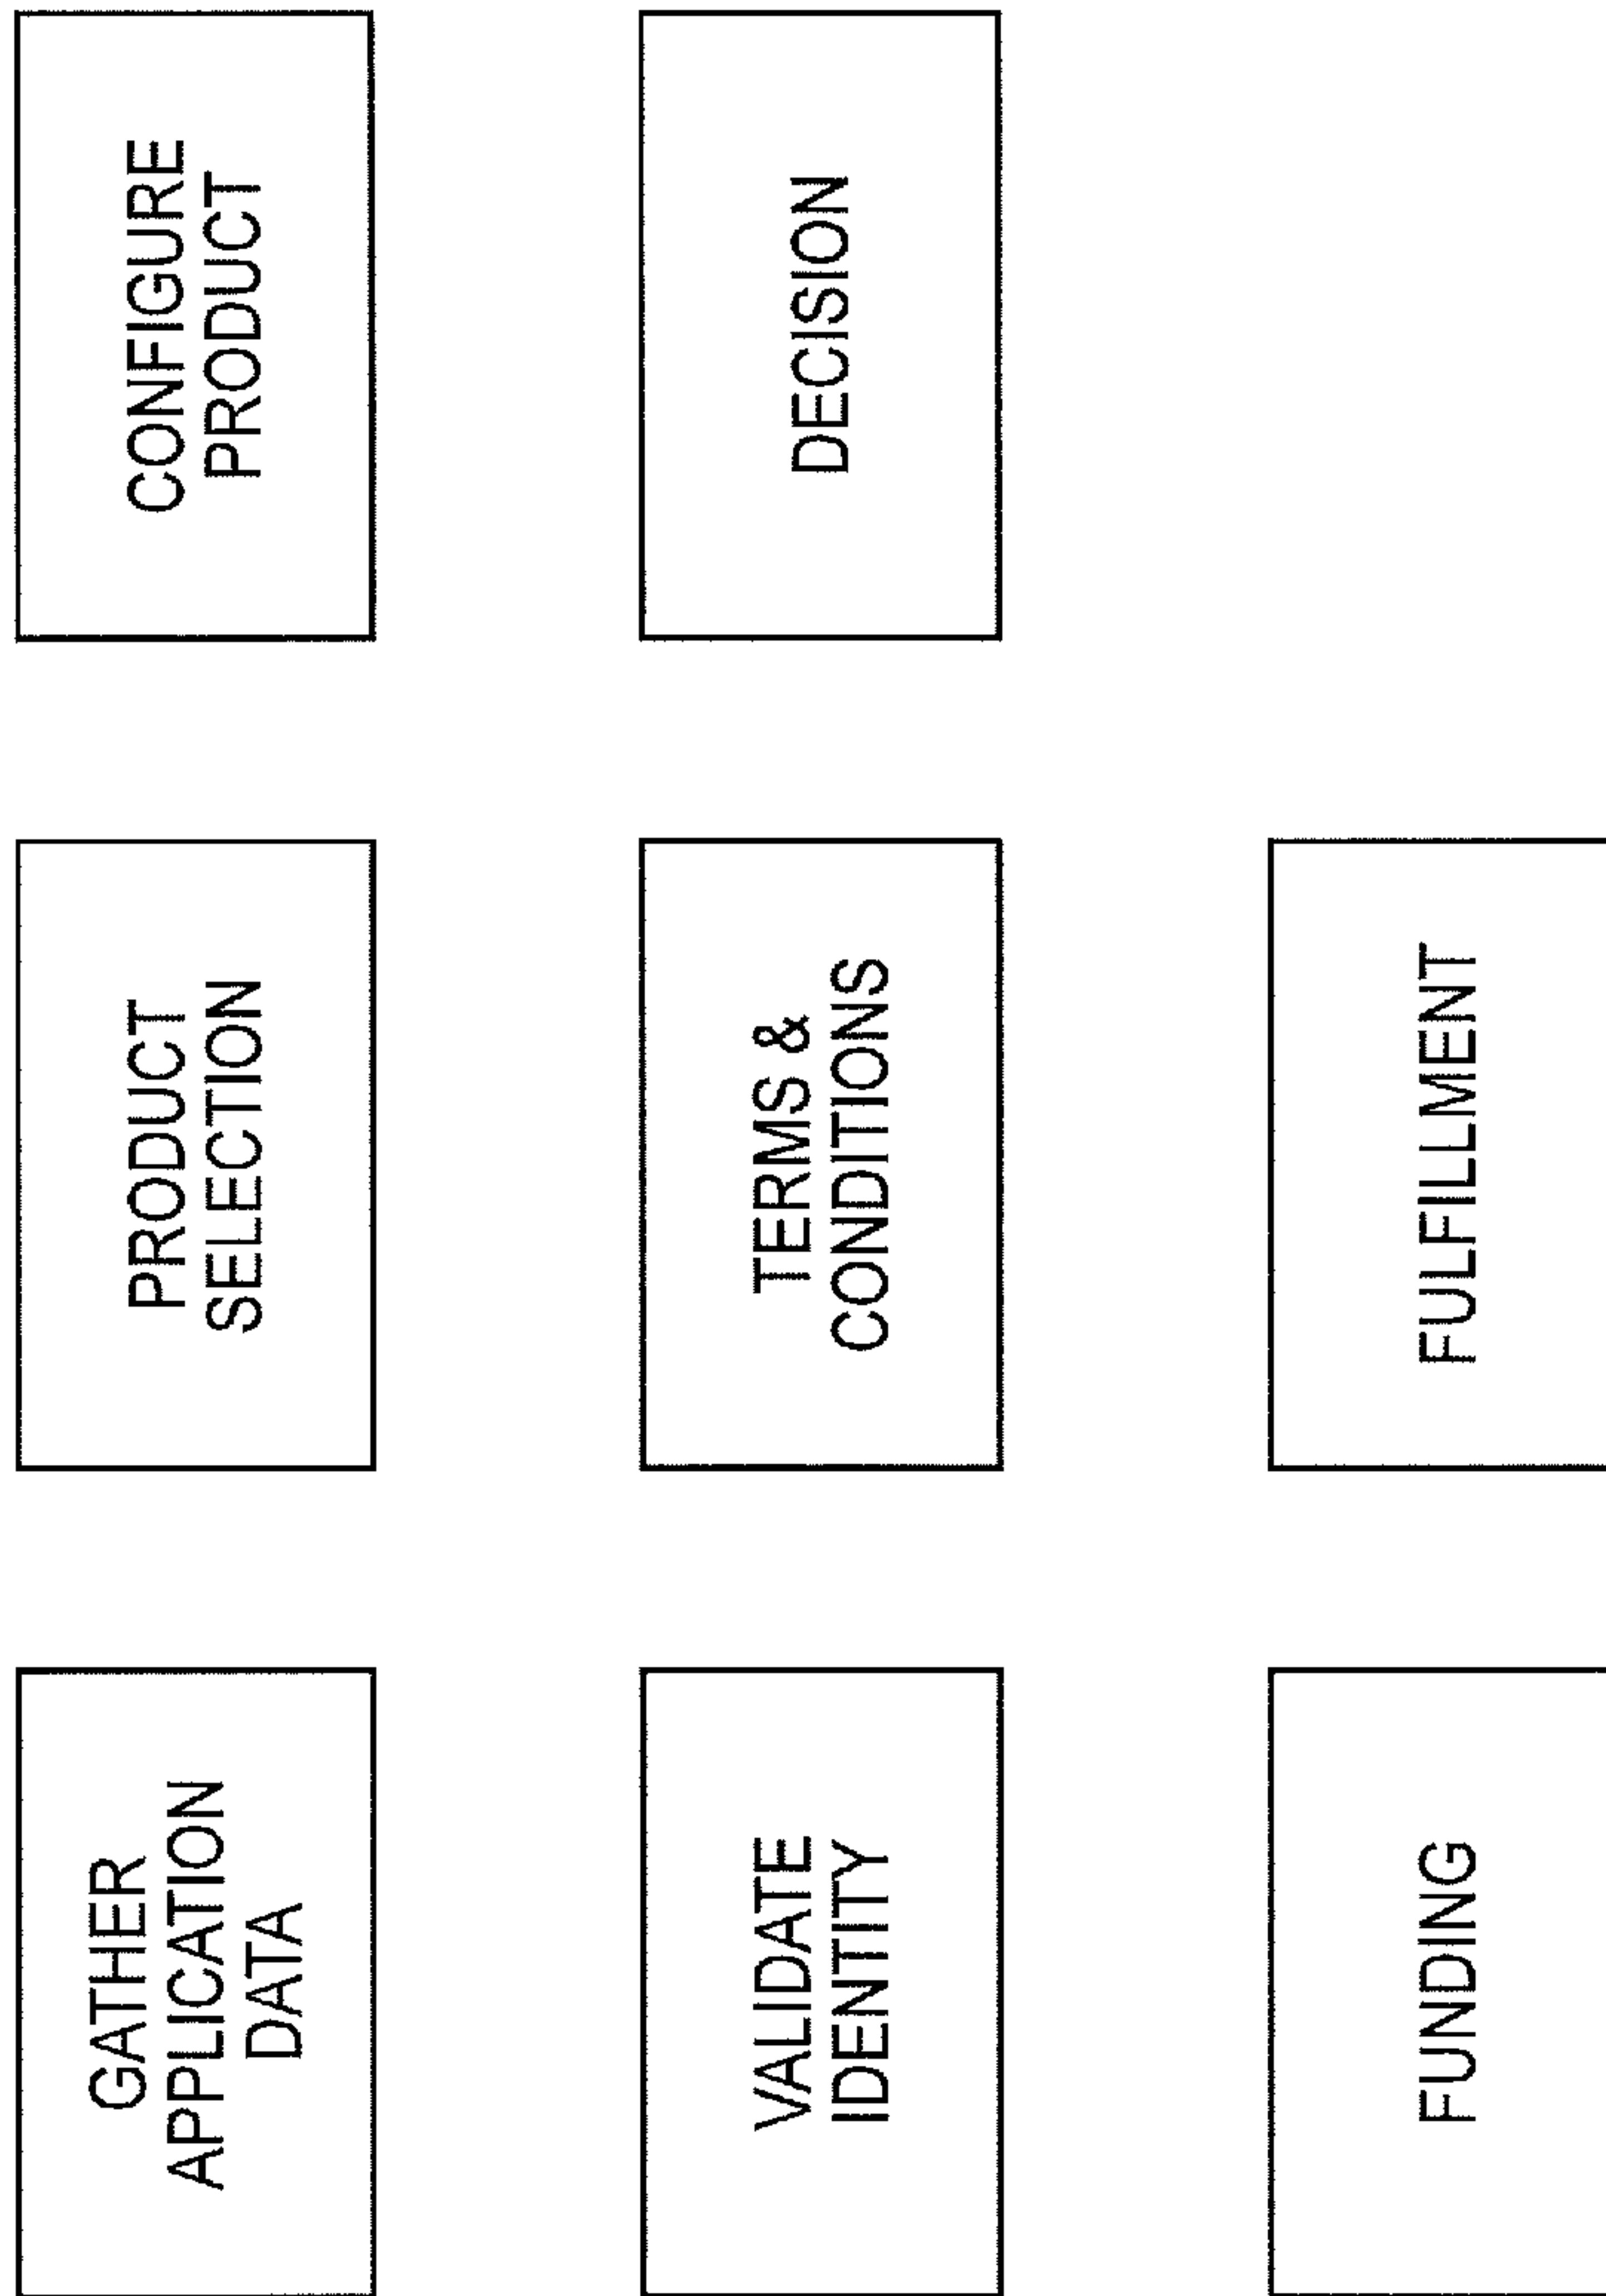 GATHER
APPLICATION
DATA
PRODUCT
SELECTION
CONFIGURE
PRODUCT
VALIDATE
IDENTITY
TERMS &
CONDITIONS
DECISION
FUNDING
FULFILLMENT